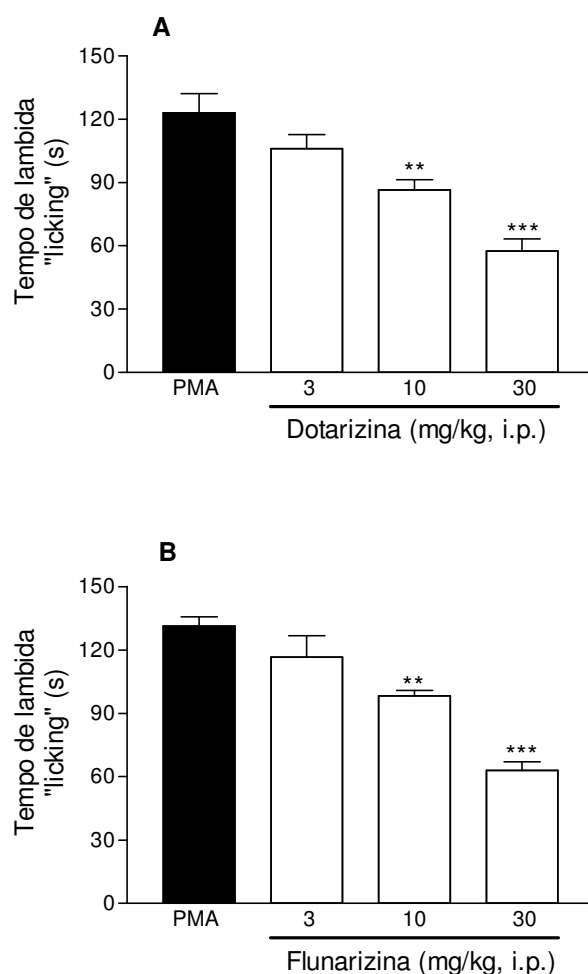 A
Tempo de lambida
"licking" (s)
150
120
90
60
30
0
**
***
PMA
3
10
30
Dotarizina (mg/kg, i.p.)
B
Tempo de lambida
"licking" (s)
150
120
90
60
30
0
**
***
PMA
3
10
30
Flunarizina (mg/kg, i.p.)